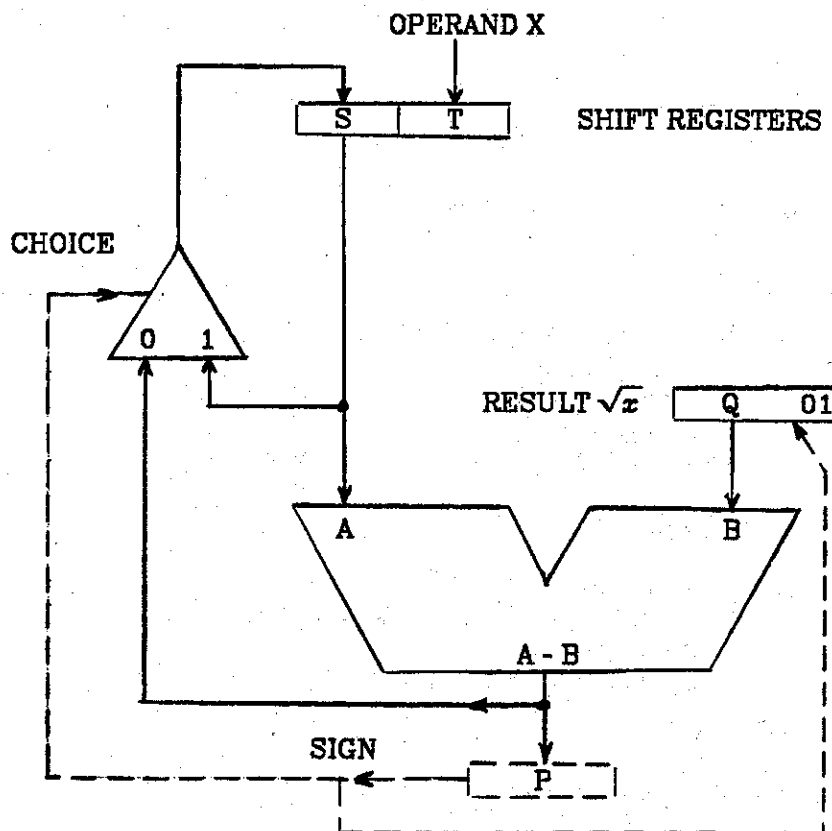 OPERAND X
S T
SHIFT REGISTERS
CHOICE
0 1
RESULT √x
Q 01
A
B
A - B
SIGN
P